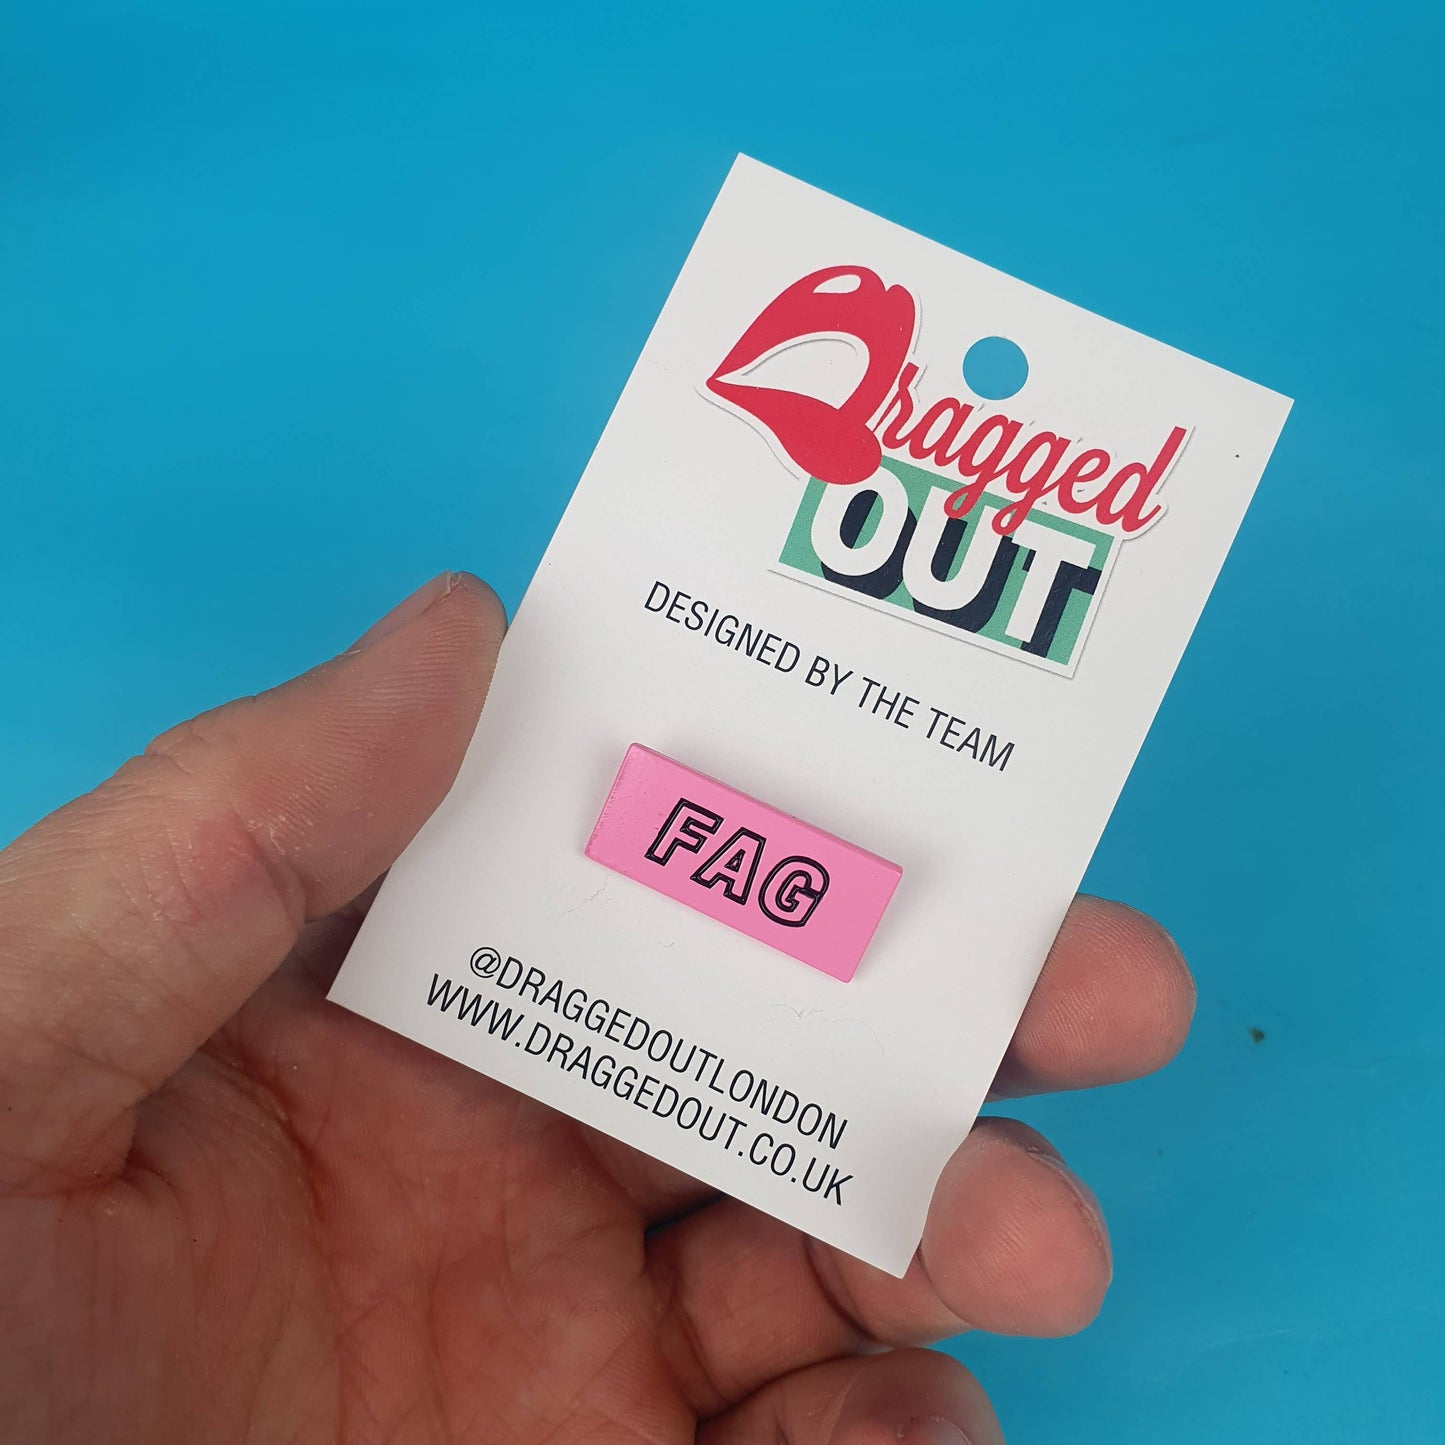 Dragged
OUT
DESIGNED BY THE TEAM
FAG
@DRAGGEDOUTLONDON
WWW.DRAGGEDOUT.CO.UK